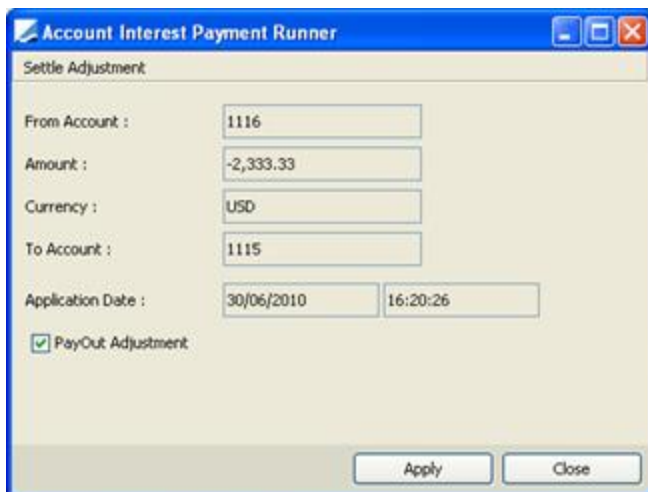 Account Interest Payment Runner
Settle Adjustment
From Account : 1116
Amount : -2,333.33
Currency : USD
To Account : 1115
Application Date : 30/06/2010 16:20:26
PayOut Adjustment
Apply Close